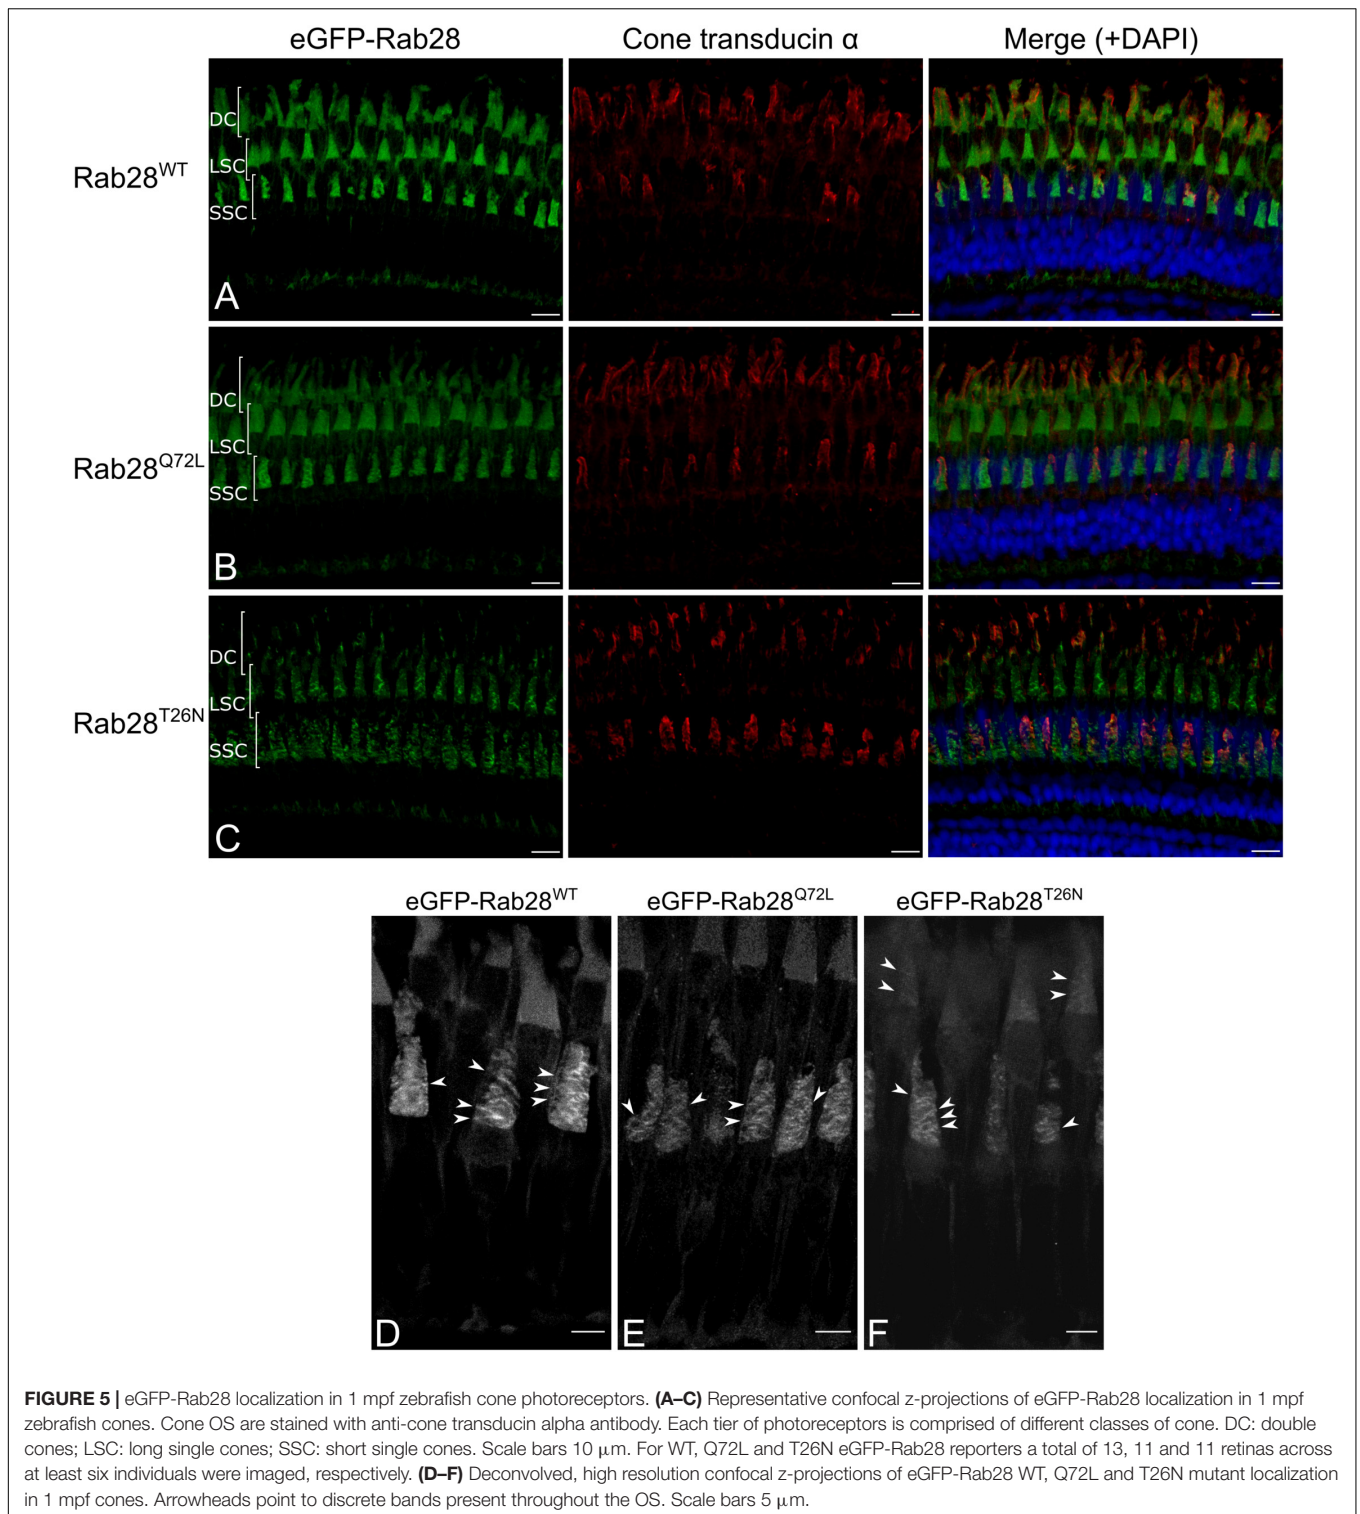 eGFP-Rab28 Cone transducin α Merge (+DAPI)
Rab28WT
DC
LSC
SSC
A
Rab28Q72L
DC
LSC
SSC
B
Rab28T26N
DC
LSC
SSC
C
eGFP-Rab28WT eGFP-Rab28Q72L eGFP-Rab28T26N
D E F
FIGURE 5 | eGFP-Rab28 localization in 1 mpf zebrafish cone photoreceptors. (A–C) Representative confocal z-projections of eGFP-Rab28 localization in 1 mpf
zebrafish cones. Cone OS are stained with anti-cone transducin alpha antibody. Each tier of photoreceptors is comprised of different classes of cone. DC: double
cones; LSC: long single cones; SSC: short single cones. Scale bars 10 μm. For WT, Q72L and T26N eGFP-Rab28 reporters a total of 13, 11 and 11 retinas across
at least six individuals were imaged, respectively. (D–F) Deconvolved, high resolution confocal z-projections of eGFP-Rab28 WT, Q72L and T26N mutant localization
in 1 mpf cones. Arrowheads point to discrete bands present throughout the OS. Scale bars 5 μm.